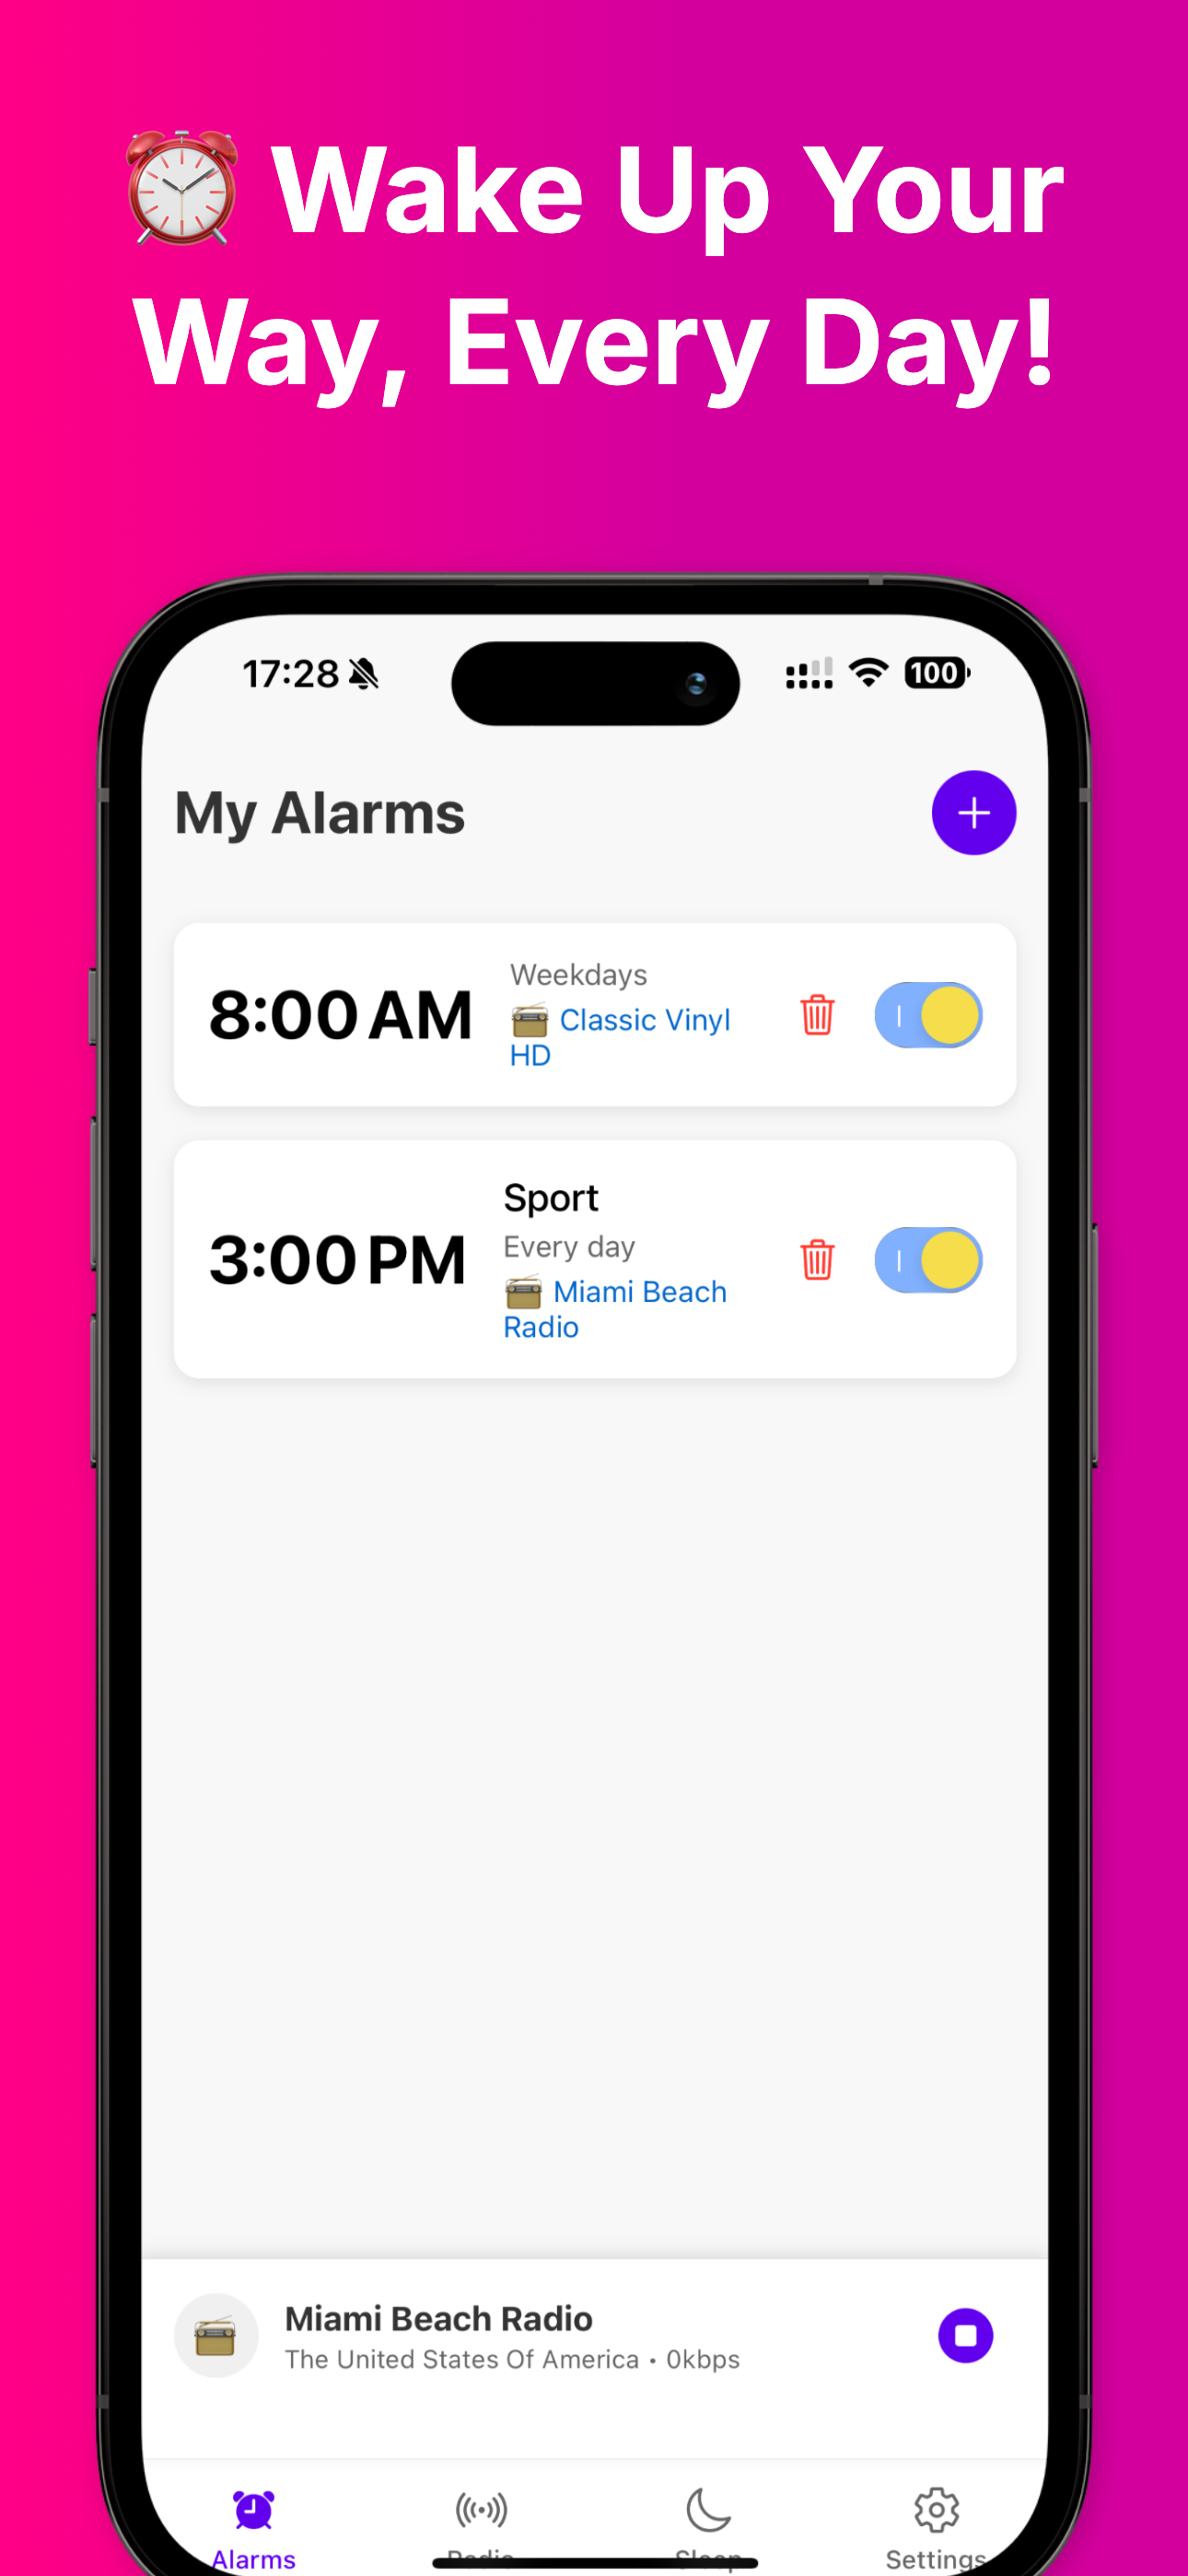 ⏰ Wake Up Your
Way, Every Day!
17:28
100
My Alarms
8:00 AM
Weekdays
Classic Vinyl
HD
3:00 PM
Sport
Every day
Miami Beach
Radio
Miami Beach Radio
The United States Of America • 0kbps
Alarms
Radio
Sleep
Settings